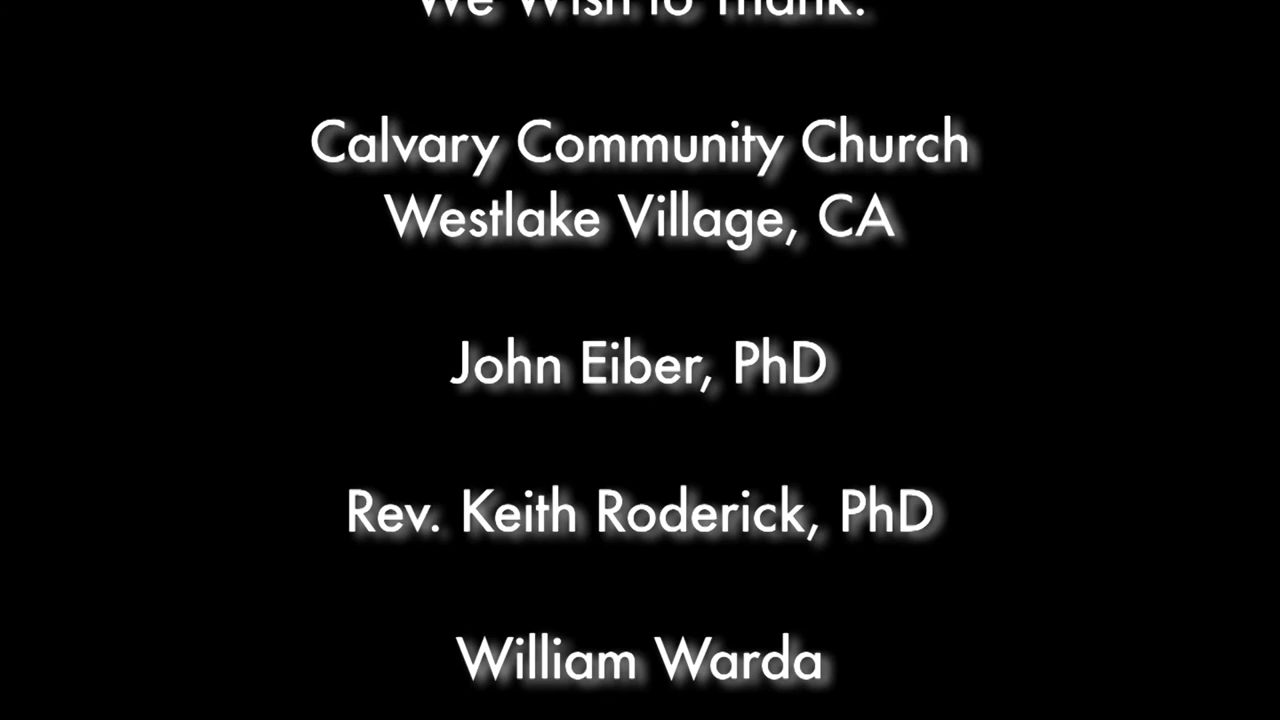 We Wish to Thank:
Calvary Community Church
Westlake Village, CA
John Eiber, PhD
Rev. Keith Roderick, PhD
William Warda